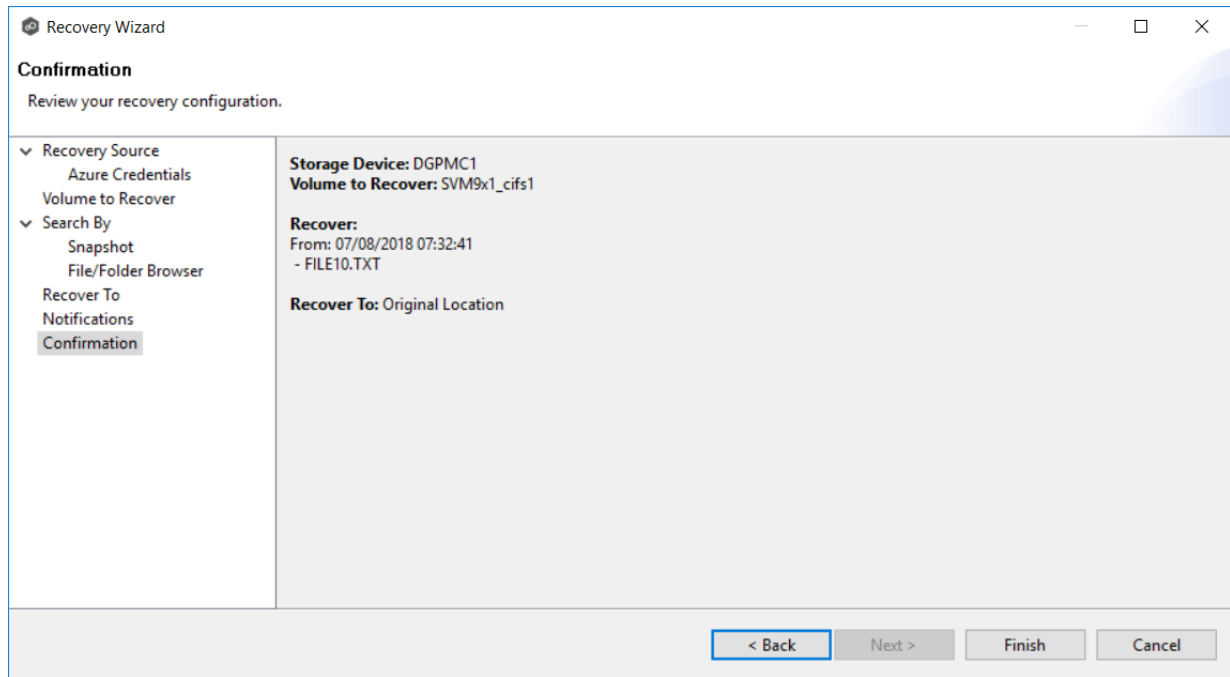 Recovery Wizard
Confirmation
Review your recovery configuration.
Recovery Source
Azure Credentials
Volume to Recover
Search By
Snapshot
File/Folder Browser
Recover To
Notifications
Confirmation
Storage Device: DGPMC1
Volume to Recover: SVM9x1_cifs1
Recover:
From: 07/08/2018 07:32:41
- FILE10.TXT
Recover To: Original Location
< Back Next > Finish Cancel